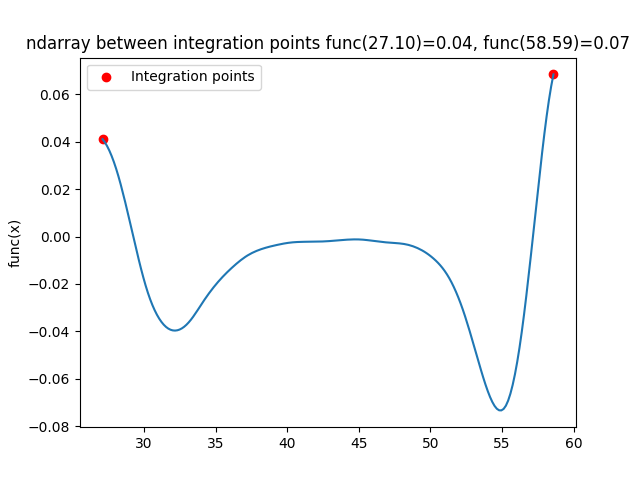 ndarray between integration points func(27.10)=0.04, func(58.59)=0.07
Integration points
func(x)
0.06
0.04
0.02
0.00
−0.02
−0.04
−0.06
−0.08
30 35 40 45 50 55 60